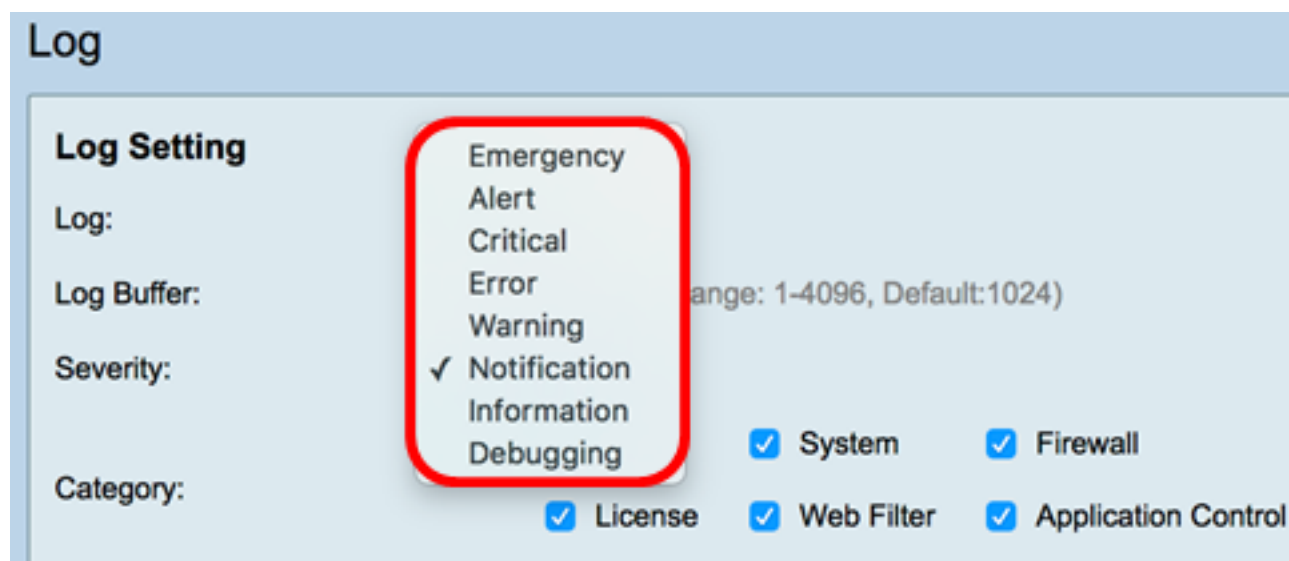 Log
Log Setting
Emergency
Alert
Log:
Critical
Error
Log Buffer:
ange: 1-4096, Default:1024)
Warning
Severity:
✓ Notification
Information
Debugging
System
Firewall
Category:
License
Web Filter
Application Control